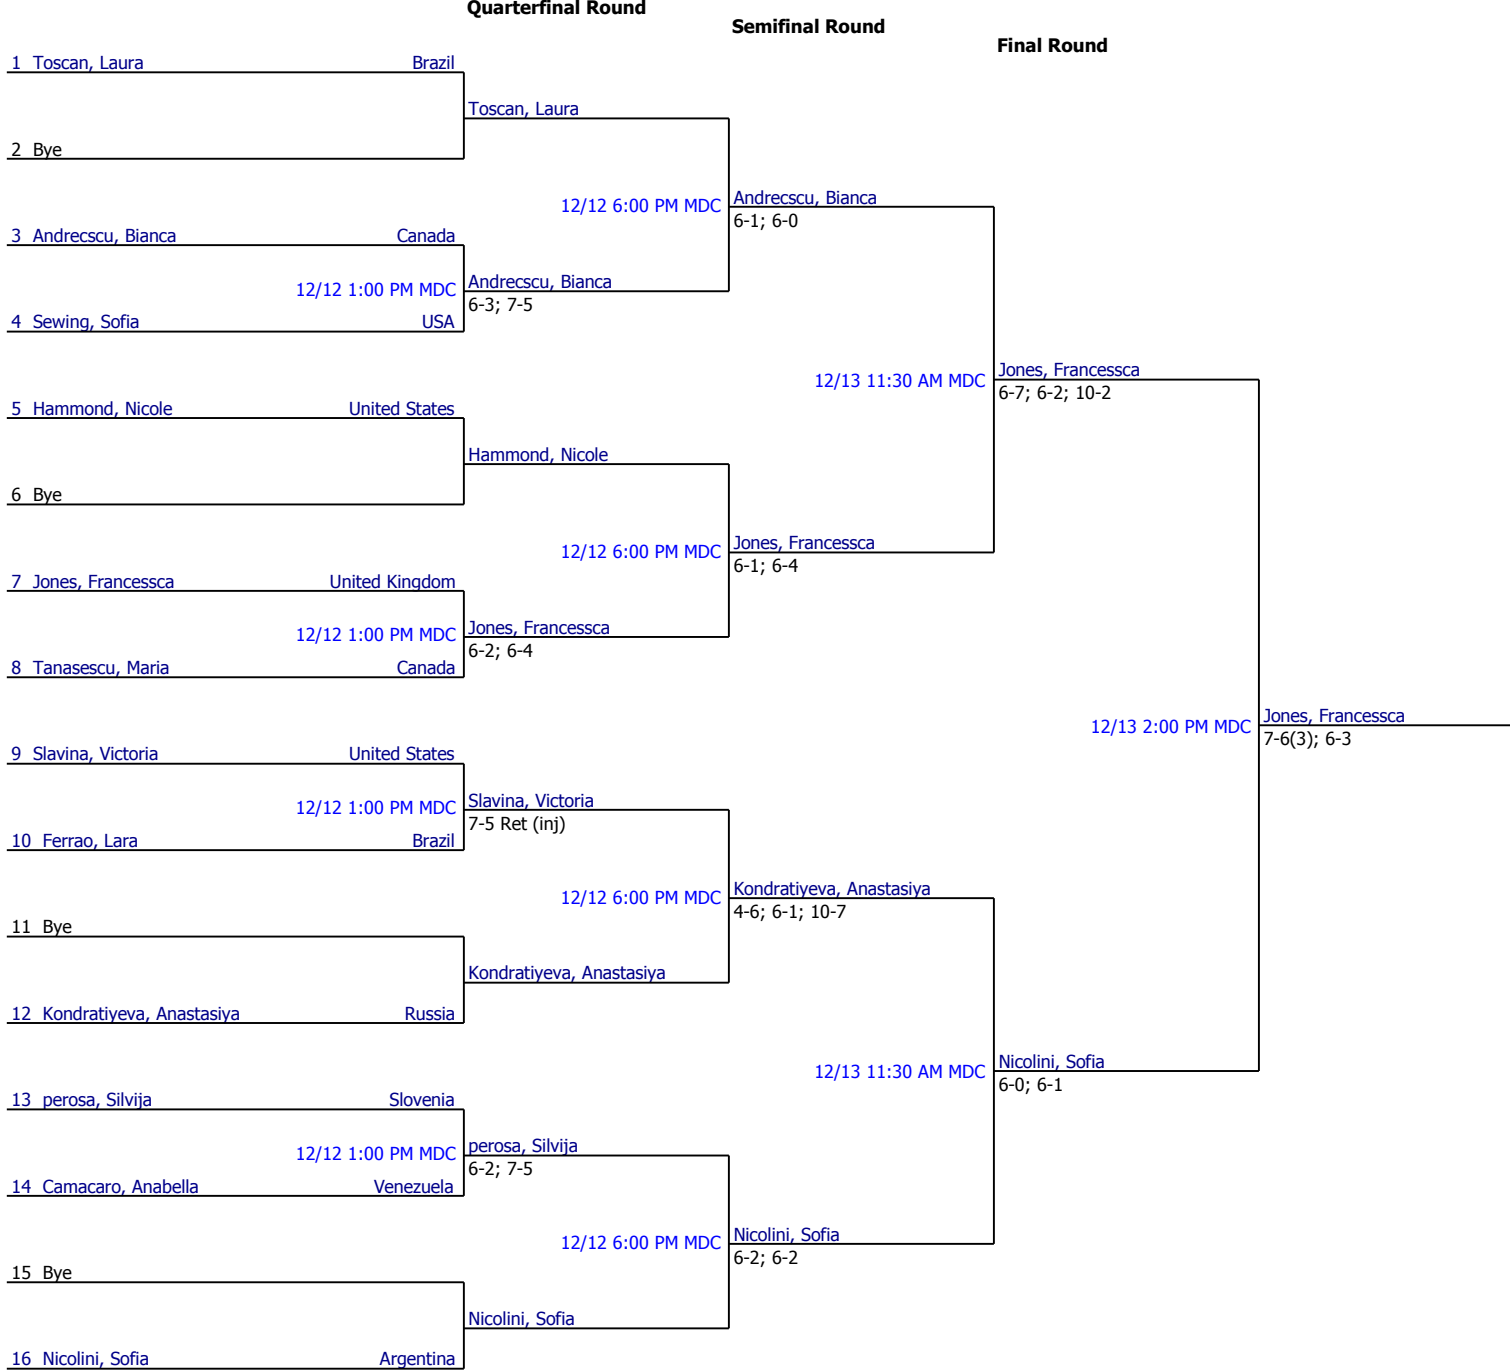 Quarterfinal Round
Semifinal Round
Final Round
1 Toscan, Laura Brazil
Toscan, Laura
2 Bye
12/12 6:00 PM MDC Andrecscu, Bianca
6-1; 6-0
3 Andrecscu, Bianca Canada
12/12 1:00 PM MDC Andrecscu, Bianca
6-3; 7-5
4 Sewing, Sofia USA
12/13 11:30 AM MDC Jones, Francessca
6-7; 6-2; 10-2
5 Hammond, Nicole United States
Hammond, Nicole
6 Bye
12/12 6:00 PM MDC Jones, Francessca
6-1; 6-4
7 Jones, Francessca United Kingdom
12/12 1:00 PM MDC Jones, Francessca
6-2; 6-4
8 Tanasescu, Maria Canada
12/13 2:00 PM MDC Jones, Francessca
7-6(3); 6-3
9 Slavina, Victoria United States
12/12 1:00 PM MDC Slavina, Victoria
7-5 Ret (inj)
10 Ferrao, Lara Brazil
12/12 6:00 PM MDC Kondratiyeva, Anastasiya
4-6; 6-1; 10-7
11 Bye
Kondratiyeva, Anastasiya
12 Kondratiyeva, Anastasiya Russia
12/13 11:30 AM MDC Nicolini, Sofia
6-0; 6-1
13 perosa, Silvija Slovenia
12/12 1:00 PM MDC perosa, Silvija
6-2; 7-5
14 Camacaro, Anabella Venezuela
12/12 6:00 PM MDC Nicolini, Sofia
6-2; 6-2
15 Bye
Nicolini, Sofia
16 Nicolini, Sofia Argentina